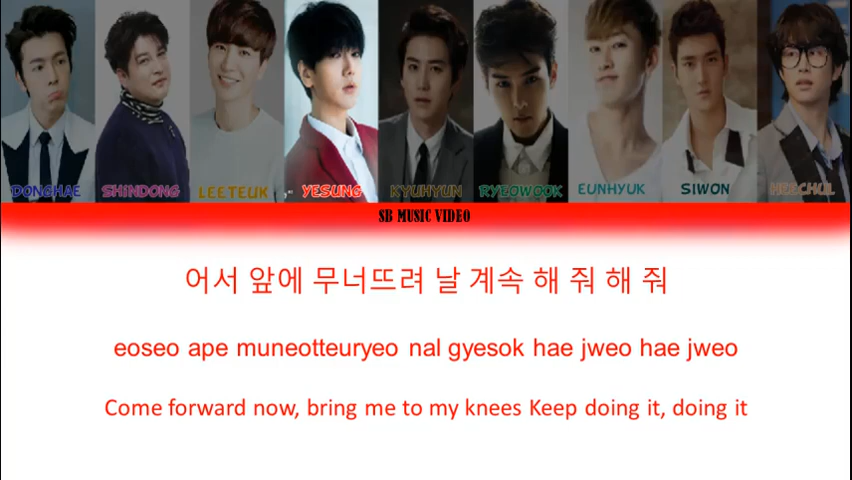 DONGHAE SHINDONG LEETEUK YESUNG KYUHYUN RYEOWOOK EUNHYUK SIWON HEECHUL
SB MUSIC VIDEO
어서 앞에 무너뜨려 날 계속 해 줘 해 줘
eoseo ape muneotteuryeo nal gyesok hae jweo hae jweo
Come forward now, bring me to my knees Keep doing it, doing it